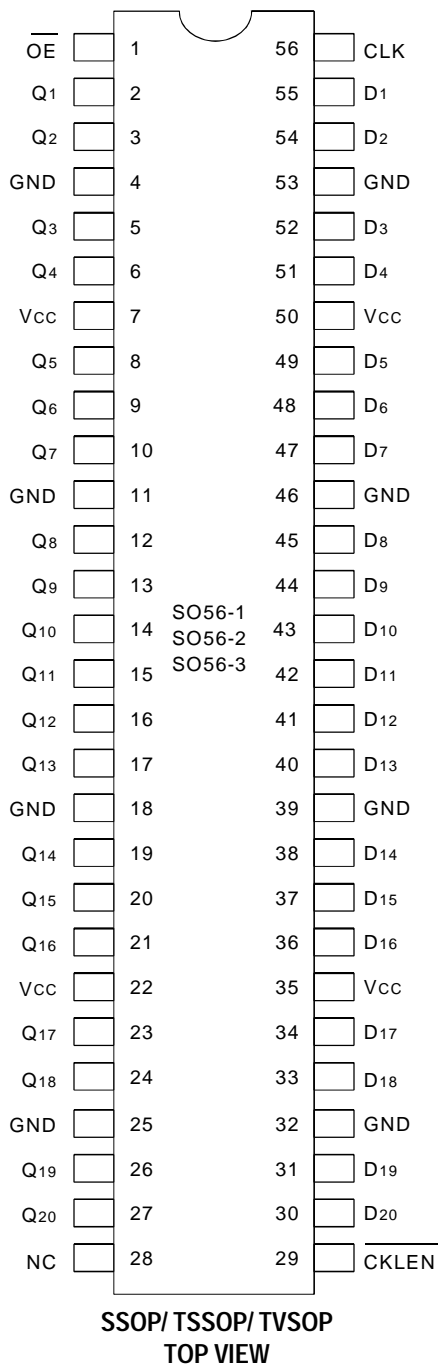 OE 1 56 CLK
Q1 2 55 D1
Q2 3 54 D2
GND 4 53 GND
Q3 5 52 D3
Q4 6 51 D4
VCC 7 50 VCC
Q5 8 49 D5
Q6 9 48 D6
Q7 10 47 D7
GND 11 46 GND
Q8 12 45 D8
Q9 13 44 D9
SO56-1
Q10 14 SO56-2 43 D10
SO56-3
Q11 15 42 D11
Q12 16 41 D12
Q13 17 40 D13
GND 18 39 GND
Q14 19 38 D14
Q15 20 37 D15
Q16 21 36 D16
VCC 22 35 VCC
Q17 23 34 D17
Q18 24 33 D18
GND 25 32 GND
Q19 26 31 D19
Q20 27 30 D20
NC 28 29 CKLEN
SSOP/ TSSOP/ TVSOP
TOP VIEW